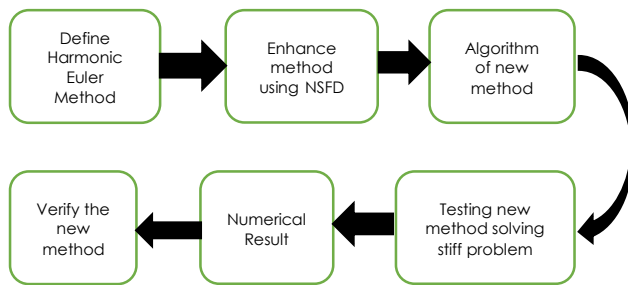 Define
Harmonic
Euler
Method
Enhance
method
using NSFD
Algorithm
of new
method
Testing new
method solving
stiff problem
Numerical
Result
Verify the
new
method